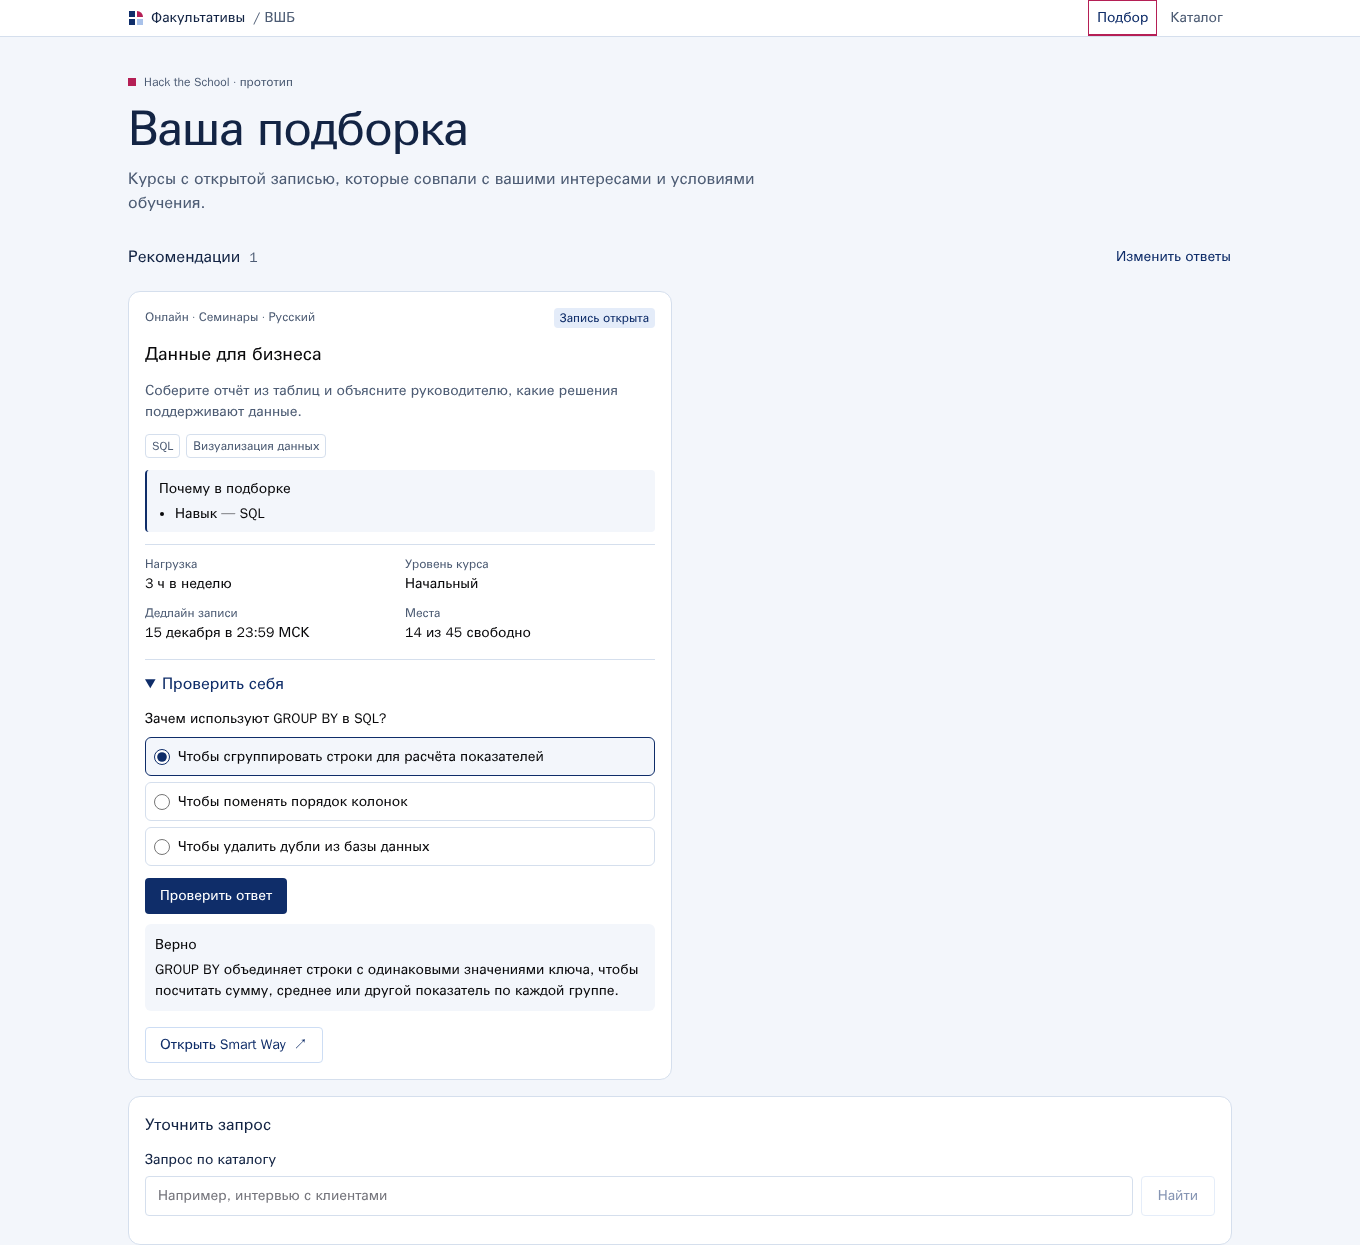 Факультативы / ВШБ
Подбор
Каталог
Hack the School · прототип
Ваша подборка
Курсы с открытой записью, которые совпали с вашими интересами и условиями
обучения.
Рекомендации 1
Изменить ответы
Онлайн · Семинары · Русский
Запись открыта
Данные для бизнеса
Соберите отчёт из таблиц и объясните руководителю, какие решения
поддерживают данные.
SQL
Визуализация данных
Почему в подборке
• Навык — SQL
Нагрузка
3 ч в неделю
Уровень курса
Начальный
Дедлайн записи
15 декабря в 23:59 МСК
Места
14 из 45 свободно
▼ Проверить себя
Зачем используют GROUP BY в SQL?
Чтобы сгруппировать строки для расчёта показателей
Чтобы поменять порядок колонок
Чтобы удалить дубли из базы данных
Проверить ответ
Верно
GROUP BY объединяет строки с одинаковыми значениями ключа, чтобы
посчитать сумму, среднее или другой показатель по каждой группе.
Открыть Smart Way ↗
Уточнить запрос
Запрос по каталогу
Например, интервью с клиентами
Найти